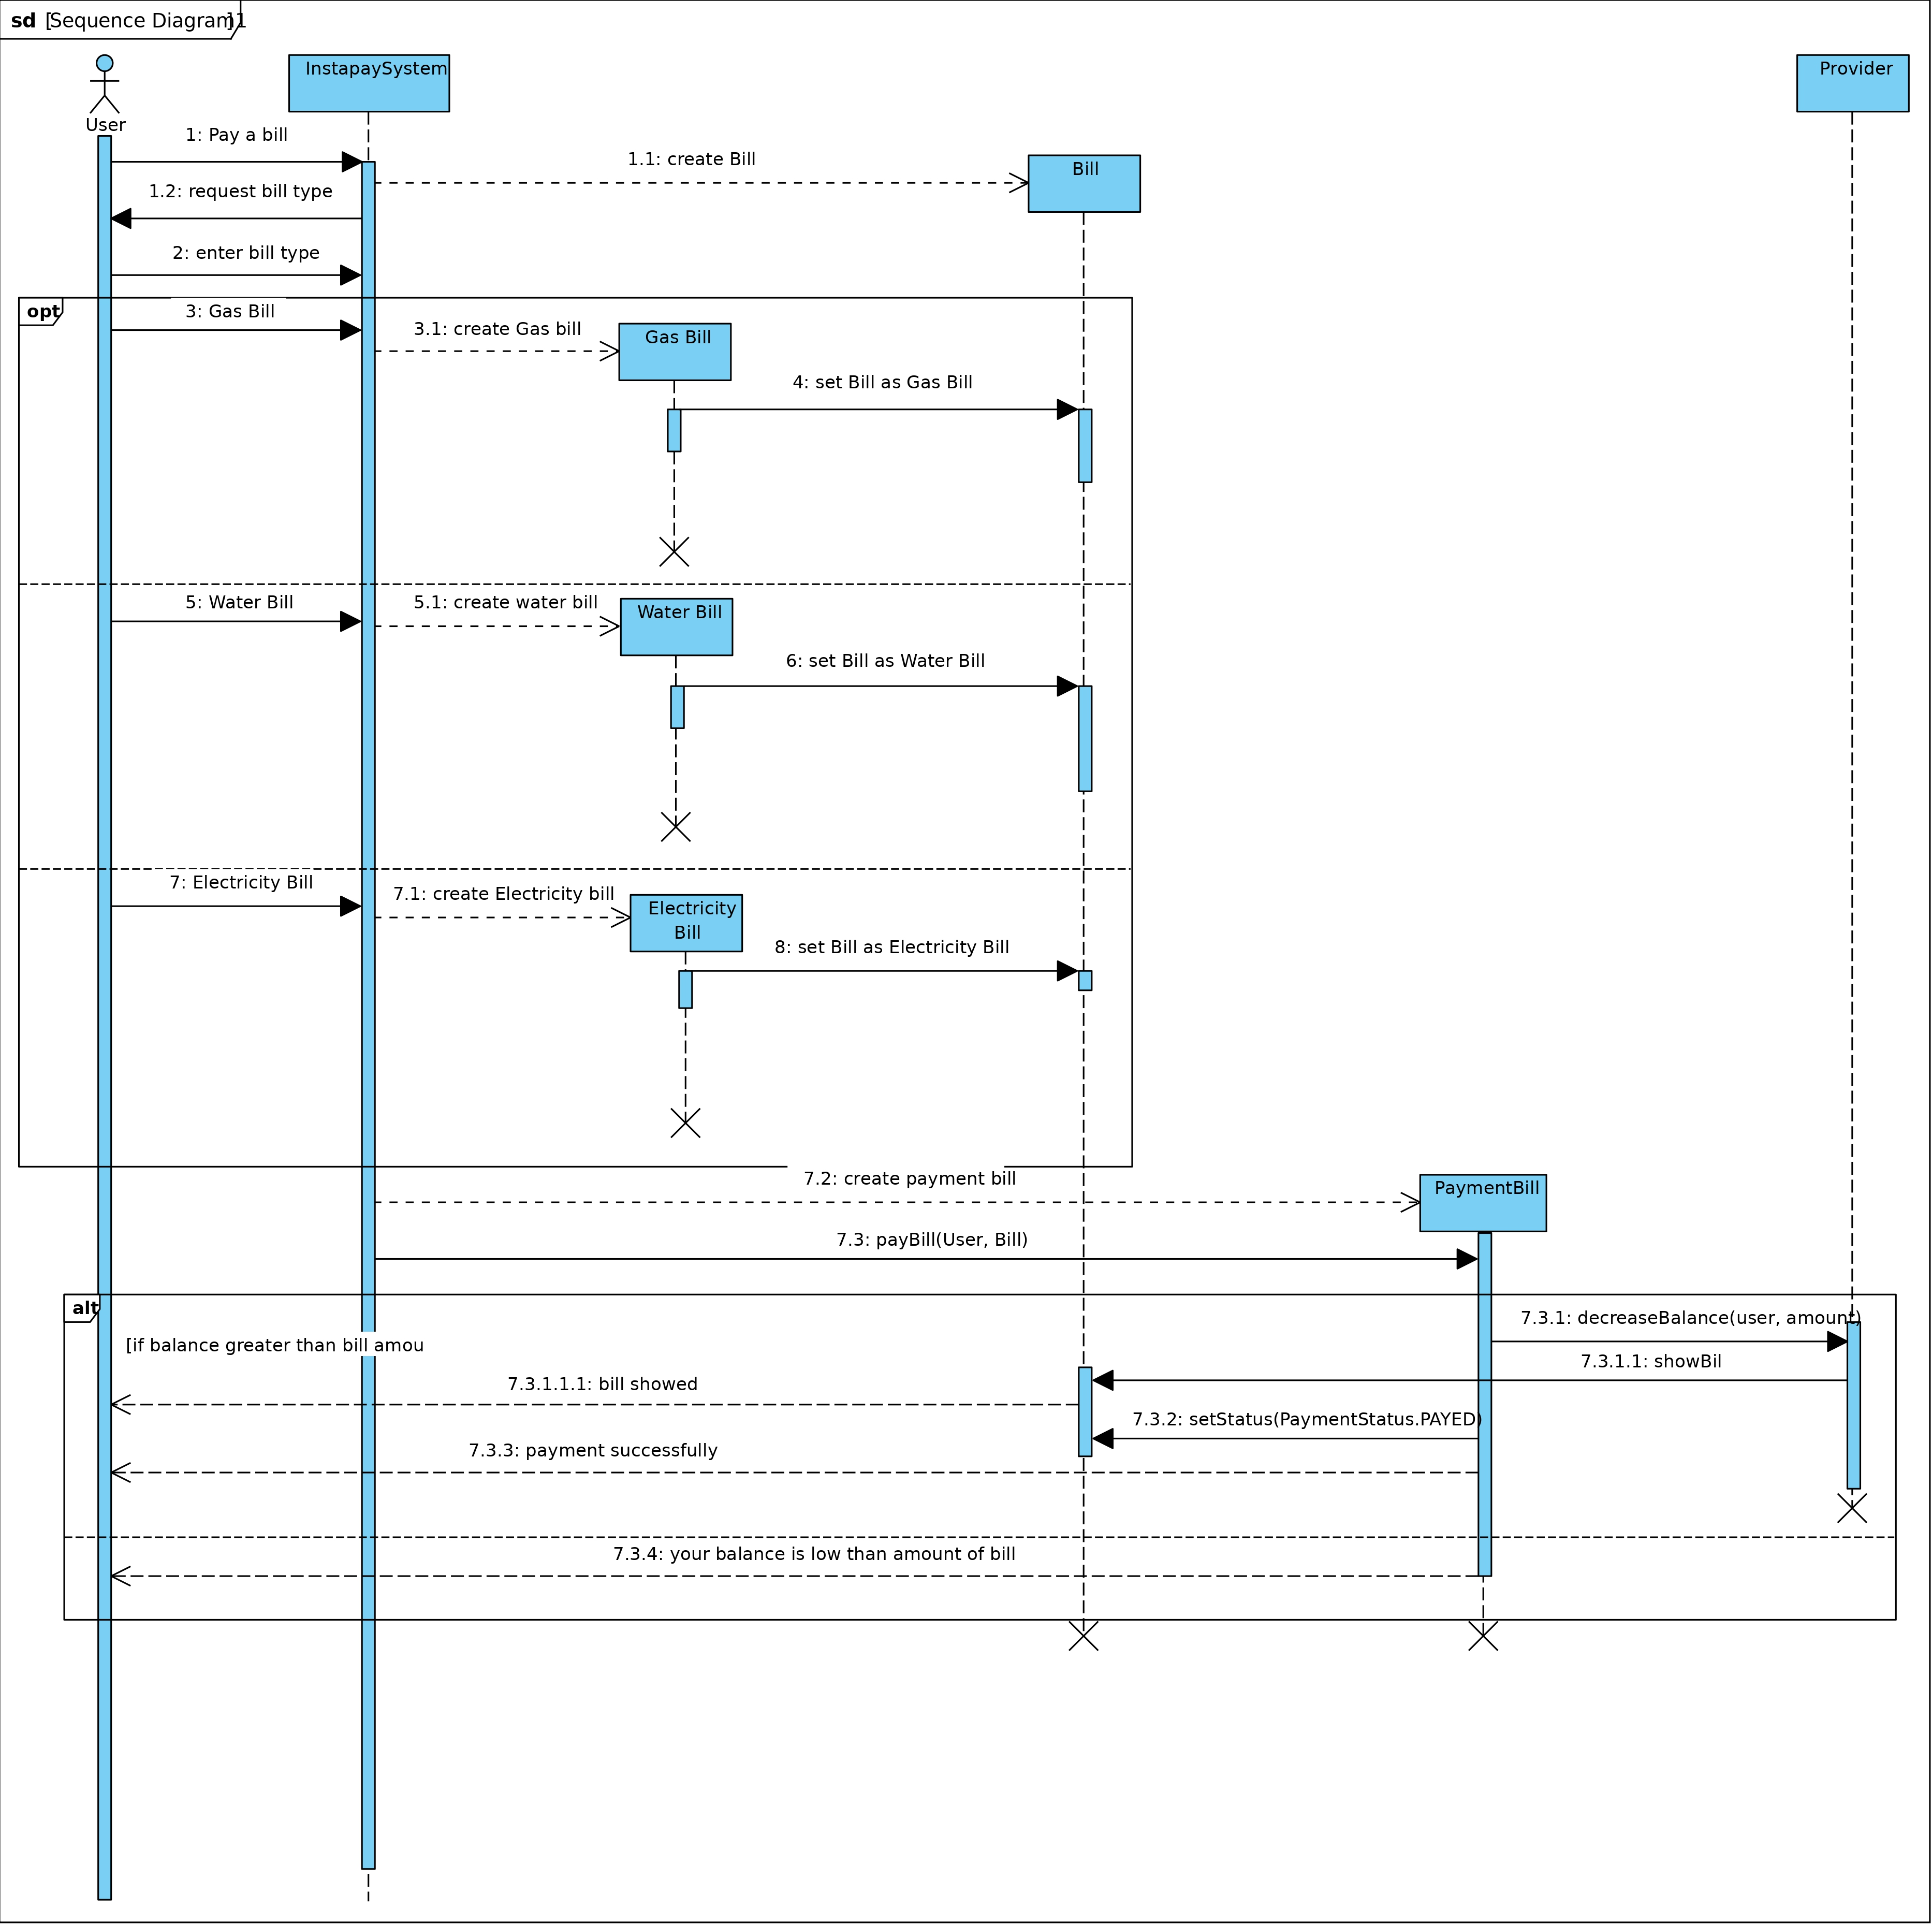 sd [Sequence Diagram1]
User
InstapaySystem
Provider
1: Pay a bill
1.1: create Bill
Bill
1.2: request bill type
2: enter bill type
opt
3: Gas Bill
3.1: create Gas bill
Gas Bill
4: set Bill as Gas Bill
5: Water Bill
5.1: create water bill
Water Bill
6: set Bill as Water Bill
7: Electricity Bill
7.1: create Electricity bill
Electricity
Bill
8: set Bill as Electricity Bill
7.2: create payment bill
PaymentBill
7.3: payBill(User, Bill)
alt
[if balance greater than bill amou
7.3.1: decreaseBalance(user, amount)
7.3.1.1: showBil
7.3.1.1.1: bill showed
7.3.2: setStatus(PaymentStatus.PAYED)
7.3.3: payment successfully
7.3.4: your balance is low than amount of bill